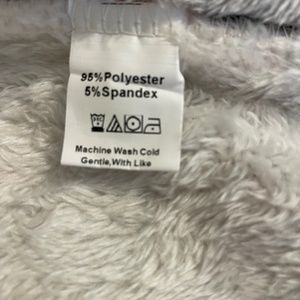 95%Polyester
5%Spandex
Machine Wash Cold
Gentle,With Like